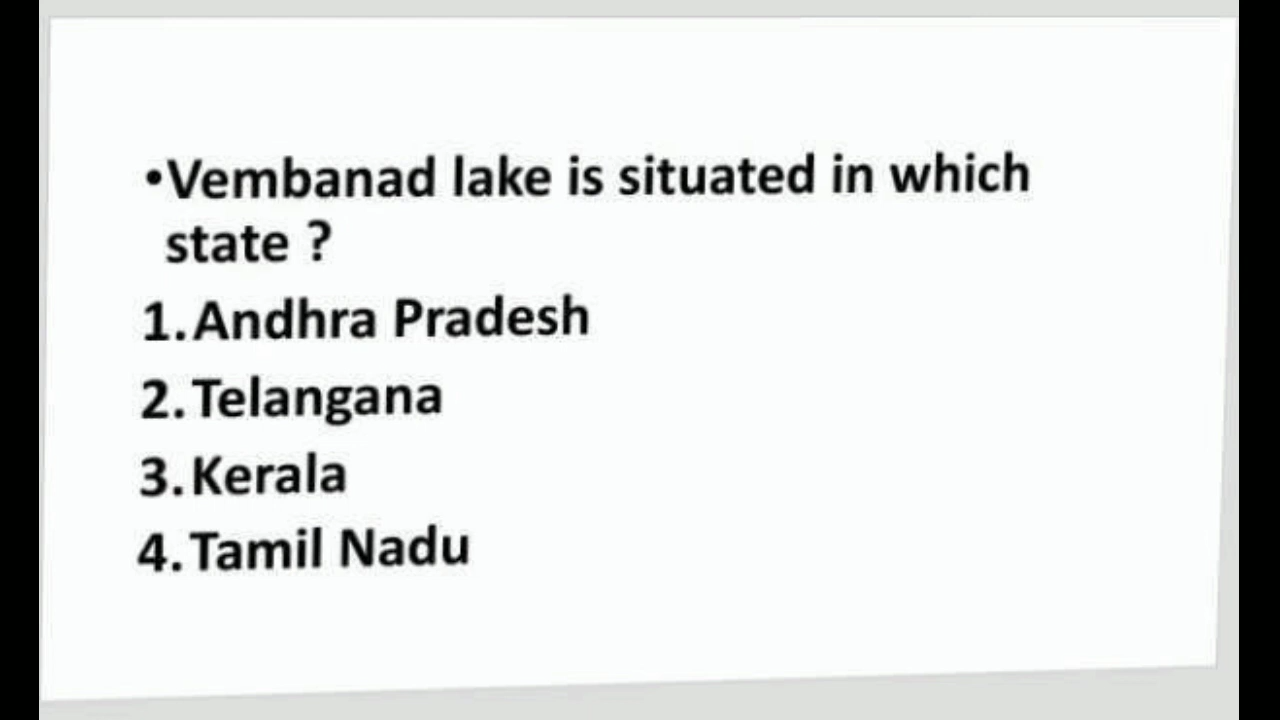 •Vembanad lake is situated in which
state ?
1.Andhra Pradesh
2.Telangana
3.Kerala
4.Tamil Nadu